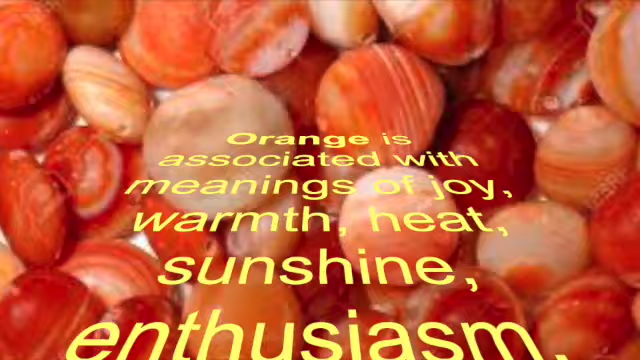 Orange is
associated with
meanings of joy,
warmth, heat,
sunshine,
enthusiasm,